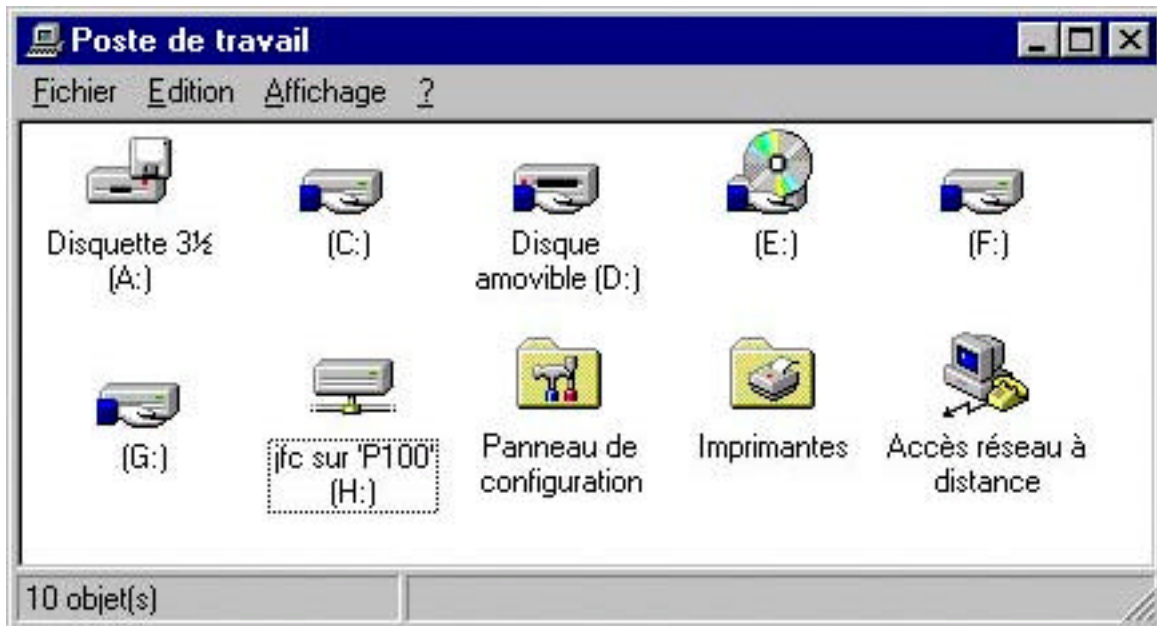 Poste de travail
Fichier Edition Affichage ?
Disquette 3½
(A:)
(C:)
Disque
amovible (D:)
(E:)
(F:)
(G:)
jfc sur 'P100'
(H:)
Panneau de
configuration
Imprimantes
Accès réseau à
distance
10 objet(s)